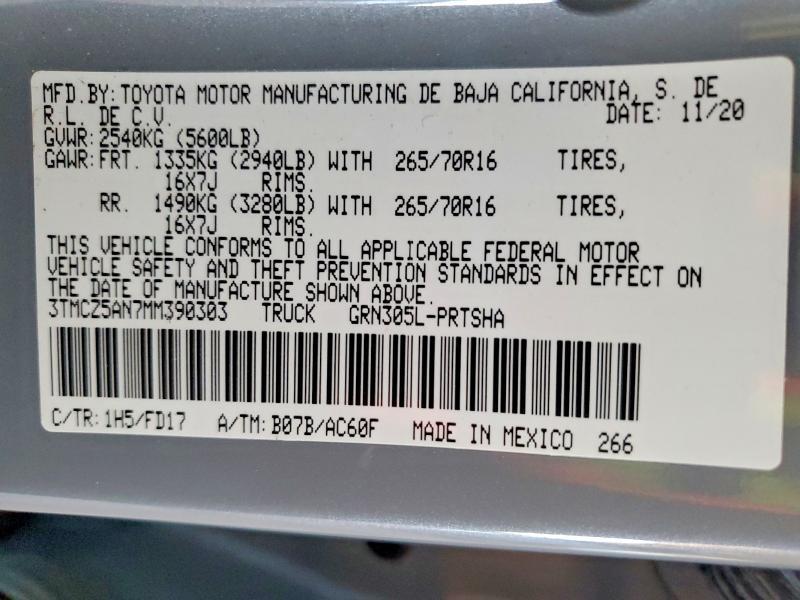 MFD.BY:TOYOTA MOTOR MANUFACTURING DE BAJA CALIFORNIA, S. DE
R.L. DE C.V. DATE: 11/20
GVWR:2540KG (5600LB)
GAWR:FRT. 1335KG (2940LB) WITH 265/70R16 TIRES,
16X7J RIMS.
RR. 1490KG (3280LB) WITH 265/70R16 TIRES,
16X7J RIMS.
THIS VEHICLE CONFORMS TO ALL APPLICABLE FEDERAL MOTOR
VEHICLE SAFETY AND THEFT PREVENTION STANDARDS IN EFFECT ON
THE DATE OF MANUFACTURE SHOWN ABOVE.
3TMCZ5AN7MM390303 TRUCK GRN305L-PRTSHA
C/TR:1H5/FD17 A/TM:B07B/AC60F MADE IN MEXICO 266